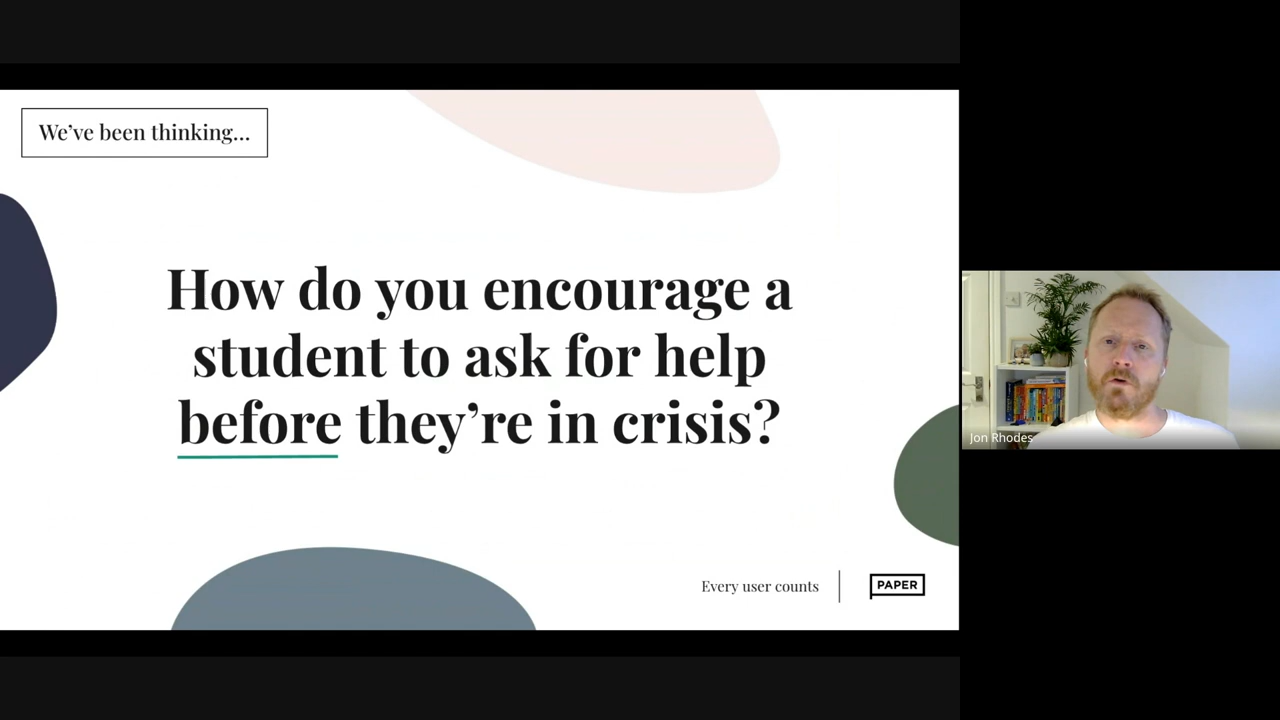 We’ve been thinking...
How do you encourage a
student to ask for help
before they’re in crisis?
Every user counts
PAPER
Jon Rhodes